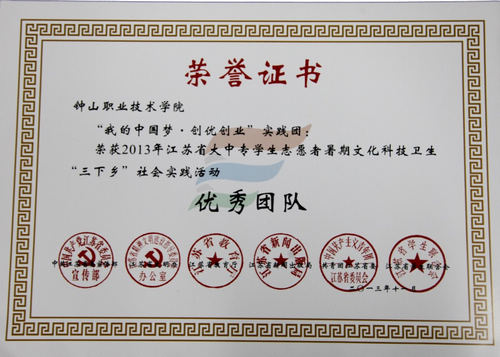 荣誉证书
钟山职业技术学院
“我的中国梦·创优创业”实践团：
荣获2013年江苏省大中专学生志愿者暑期文化科技卫生
“三下乡”社会实践活动
优秀团队
宣传部
办公室
江苏省教育厅
江苏省新闻出版局
江苏省委员会
江苏省学生联合会
二〇一三年十一月